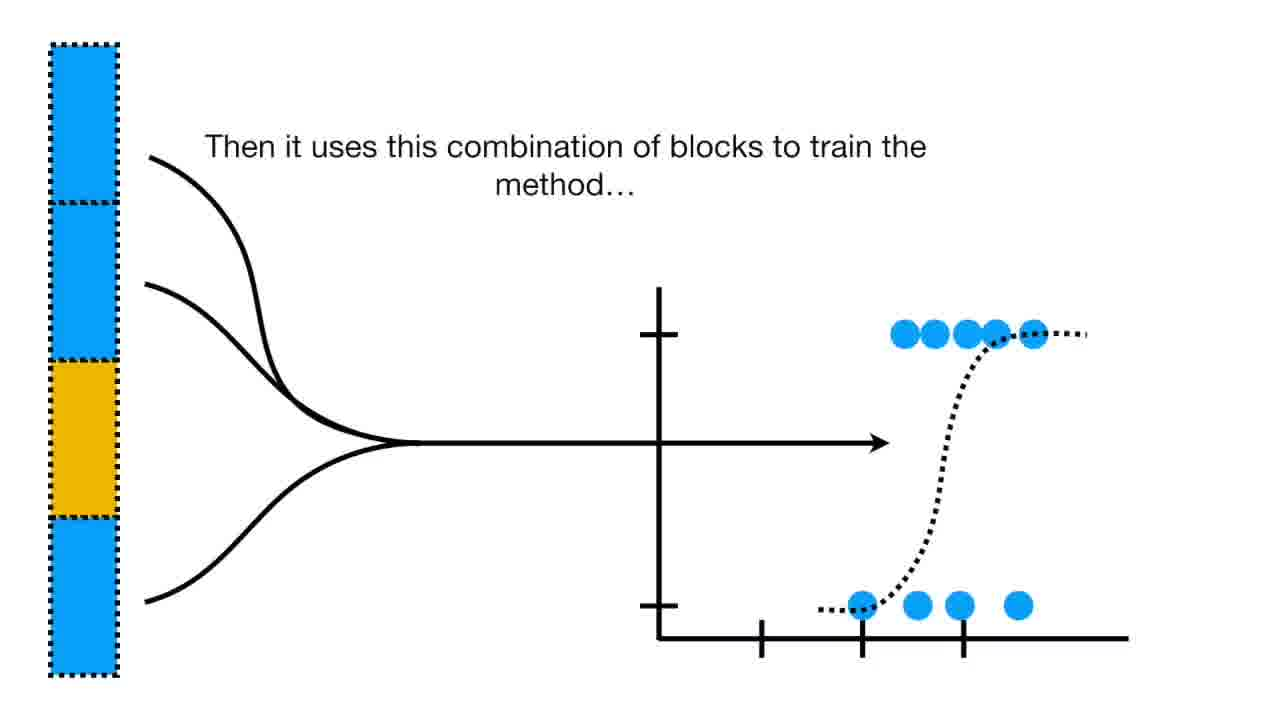 Then it uses this combination of blocks to train the
method…